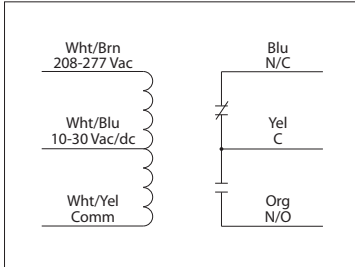 Wht/Brn
208-277 Vac
Blu
N/C
Wht/Blu
10-30 Vac/dc
Yel
C
Wht/Yel
Comm
Org
N/O